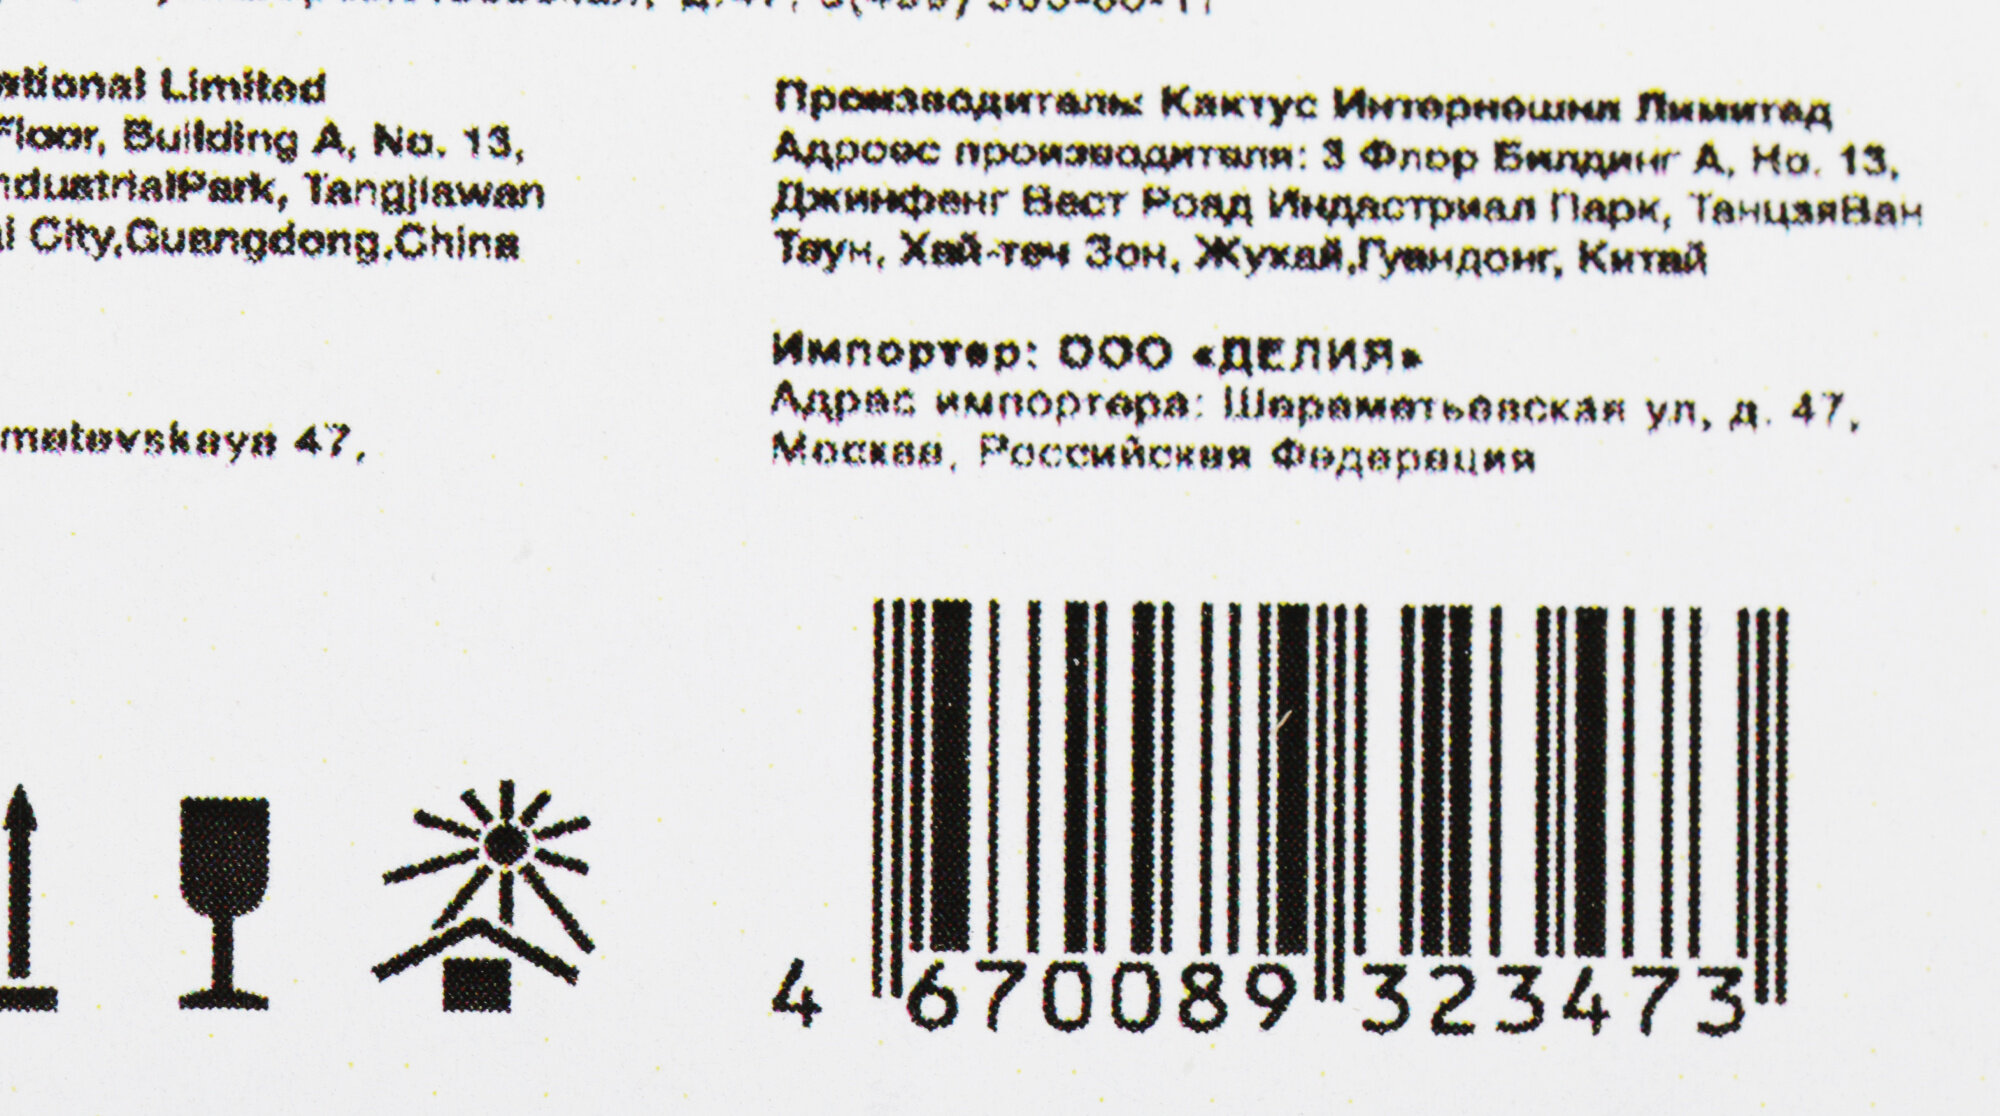 ational Limited
Floor, Building A, No. 13,
ndustrialPark, Tangjiawan
ai City,Guangdong,China
Производитель: Кактус Интернешнл Лимитед
Адрес производителя: 3 Флор Билдинг А, Но. 13,
Джинфенг Вест Роад Индастриал Парк, ТанцзяВан
Таун, Хай-теч Зон, Жухай,Гуандонг, Китай
Импортер: ООО «ДЕЛИЯ»
Адрес импортера: Шереметьевская ул, д. 47,
Москва, Российская Федерация
metevskaya 47,
4 670089 323473